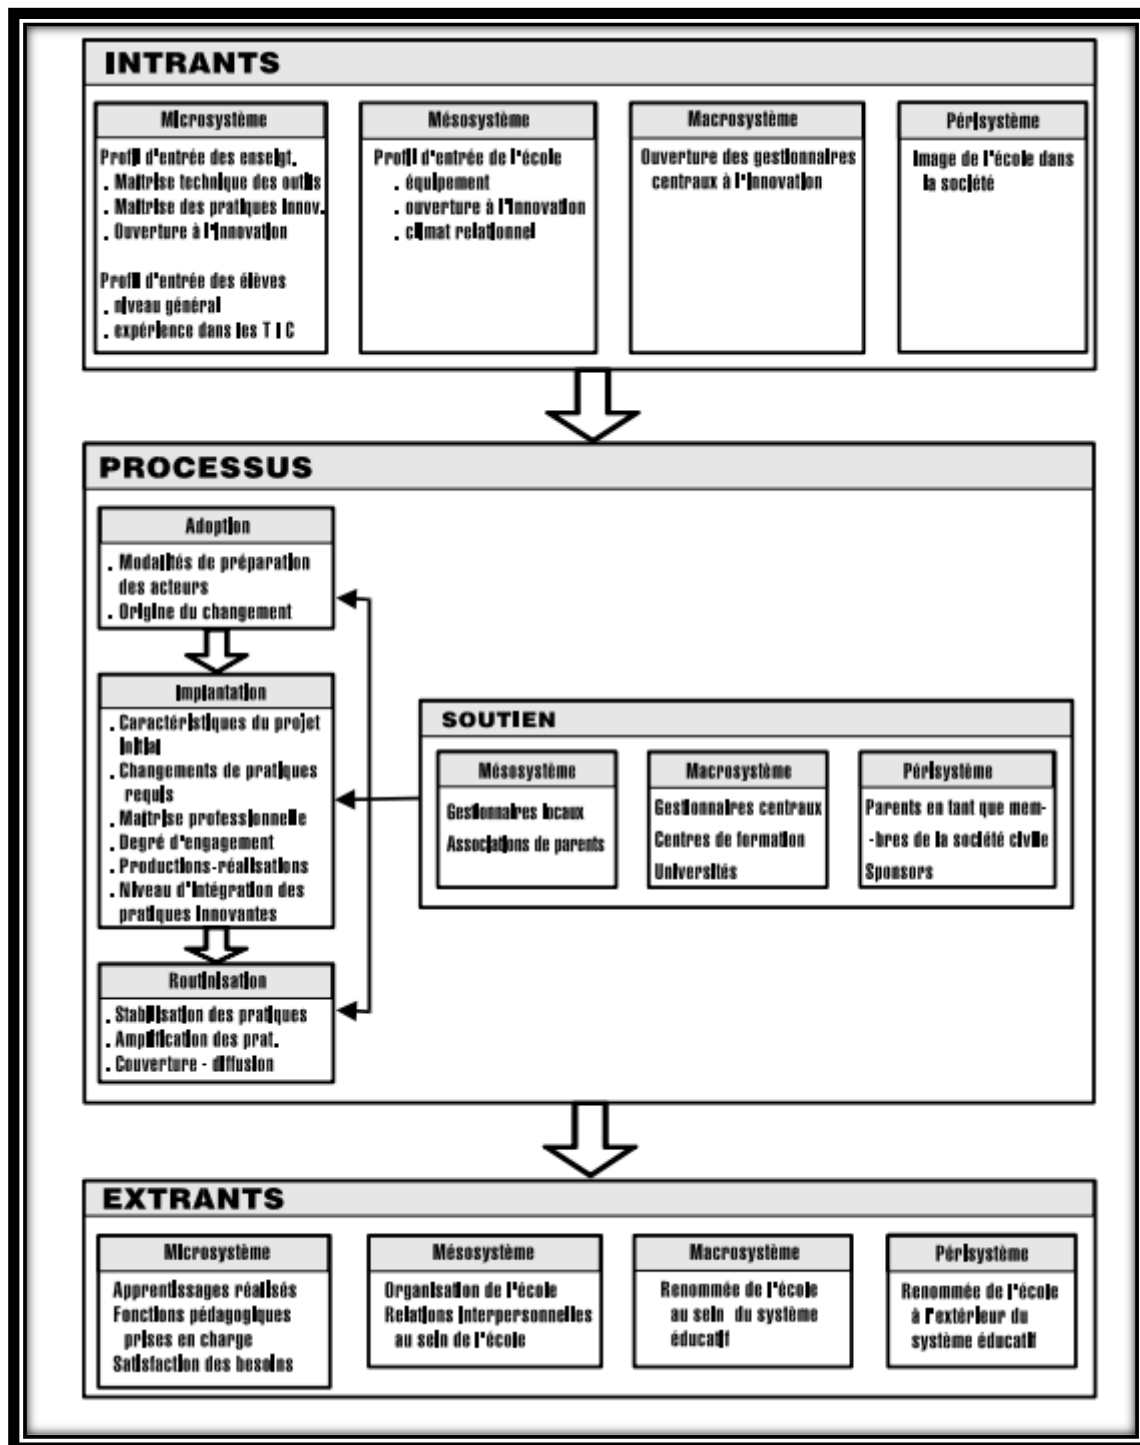 INTRANTS
Microsystème
Profil d'entrée des enseigt.
. Maîtrise technique des outils
. Maîtrise des pratiques innov.
. Ouverture à l'innovation
Profil d'entrée des élèves
. niveau général
. expérience dans les T I C
Mésosystème
Profil d'entrée de l'école
. équipement
. ouverture à l'innovation
. climat relationnel
Macrosystème
Ouverture des gestionnaires
centraux à l'innovation
Périsystème
Image de l'école dans
la société
PROCESSUS
Adoption
. Modalités de préparation
des acteurs
. Origine du changement
Implantation
. Caractéristiques du projet
initial
. Changements de pratiques
requis
. Maîtrise professionnelle
. Degré d'engagement
. Productions-réalisations
. Niveau d'intégration des
pratiques innovantes
Routinisation
. Stabilisation des pratiques
. Amplification des prat.
. Couverture - diffusion
SOUTIEN
Mésosystème
Gestionnaires locaux
Associations de parents
Macrosystème
Gestionnaires centraux
Centres de formation
Universités
Périsystème
Parents en tant que mem-
-bres de la société civile
Sponsors
EXTRANTS
Microsystème
Apprentissages réalisés
Fonctions pédagogiques
prises en charge
Satisfaction des besoins
Mésosystème
Organisation de l'école
Relations interpersonnelles
au sein de l'école
Macrosystème
Renommée de l'école
au sein du système
éducatif
Périsystème
Renommée de l'école
à l'extérieur du
système éducatif